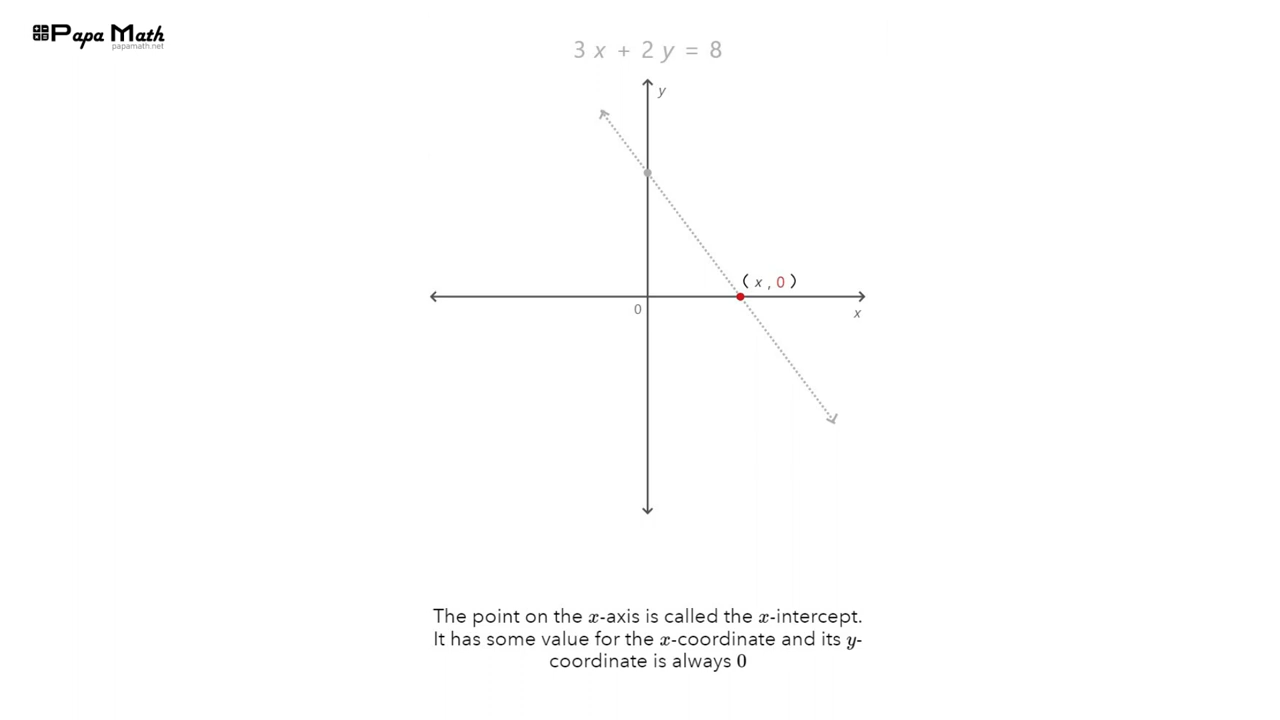 Papa Math
papamath.net
3 x + 2 y = 8
y
( x , 0 )
0
x
The point on the x-axis is called the x-intercept.
It has some value for the x-coordinate and its y-
coordinate is always 0